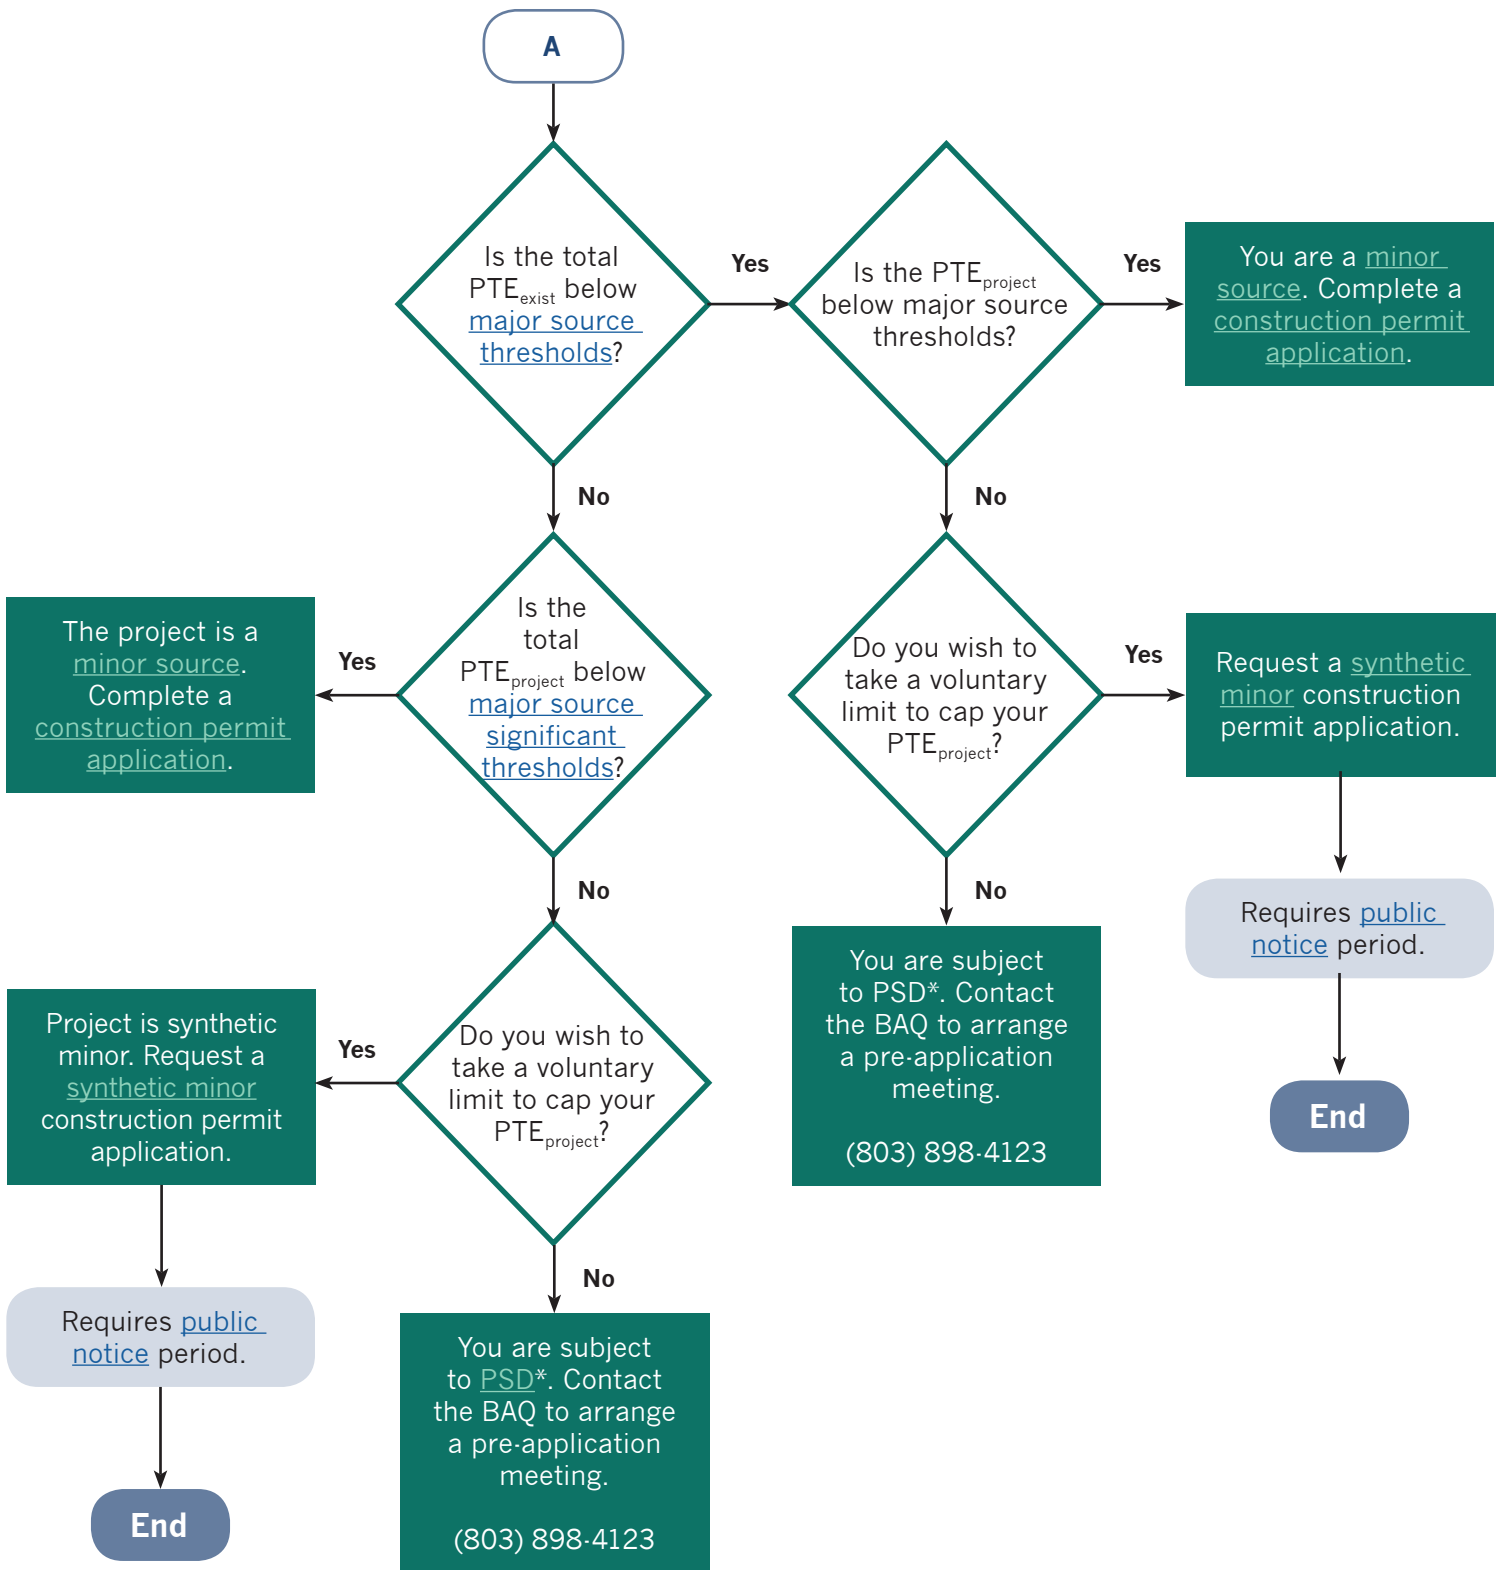 A
Is the total
PTEexist below
major source
thresholds?
Yes
Is the PTEproject
below major source
thresholds?
Yes
You are a minor
source. Complete a
construction permit
application.
No
No
The project is a
minor source.
Complete a
construction permit
application.
Yes
Is the
total
PTEproject below
major source
significant
thresholds?
Do you wish to
take a voluntary
limit to cap your
PTEproject?
Yes
Request a synthetic
minor construction
permit application.
No
No
Requires public
notice period.
End
You are subject
to PSD*. Contact
the BAQ to arrange
a pre-application
meeting.
(803) 898-4123
Project is synthetic
minor. Request a
synthetic minor
construction permit
application.
Yes
Do you wish to
take a voluntary
limit to cap your
PTEproject?
No
Requires public
notice period.
End
You are subject
to PSD*. Contact
the BAQ to arrange
a pre-application
meeting.
(803) 898-4123